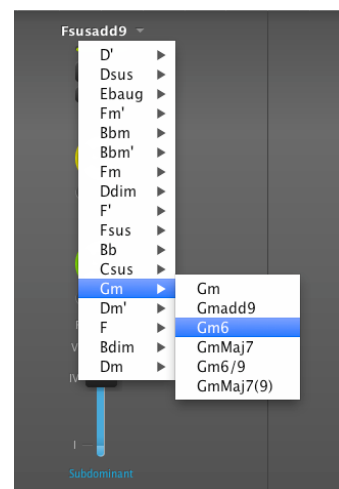 Fsusadd9
D'
Dsus
Ebaug
Fm'
Bbm
Bbm'
Fm
Ddim
F'
Fsus
Bb
Csus
Gm
Dm'
F
Bdim
Dm
Gm
Gmadd9
Gm6
GmMaj7
Gm6/9
GmMaj7(9)
I
Subdominant